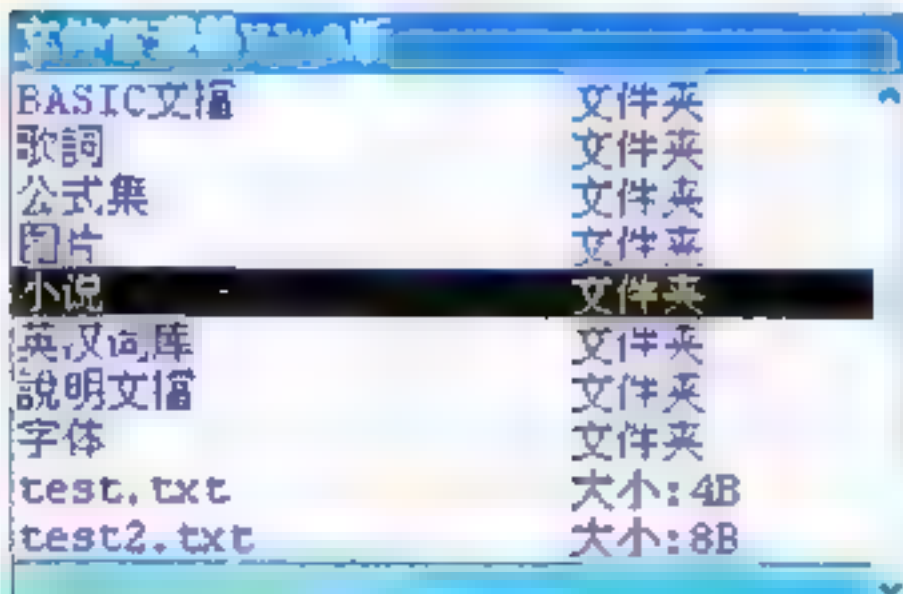 BASIC文檔 文件夹
歌詞 文件夹
公式集 文件夹
图片 文件夹
小说 文件夹
英汉词库 文件夹
說明文檔 文件夹
字体 文件夹
test.txt 大小:4B
test2.txt 大小:8B